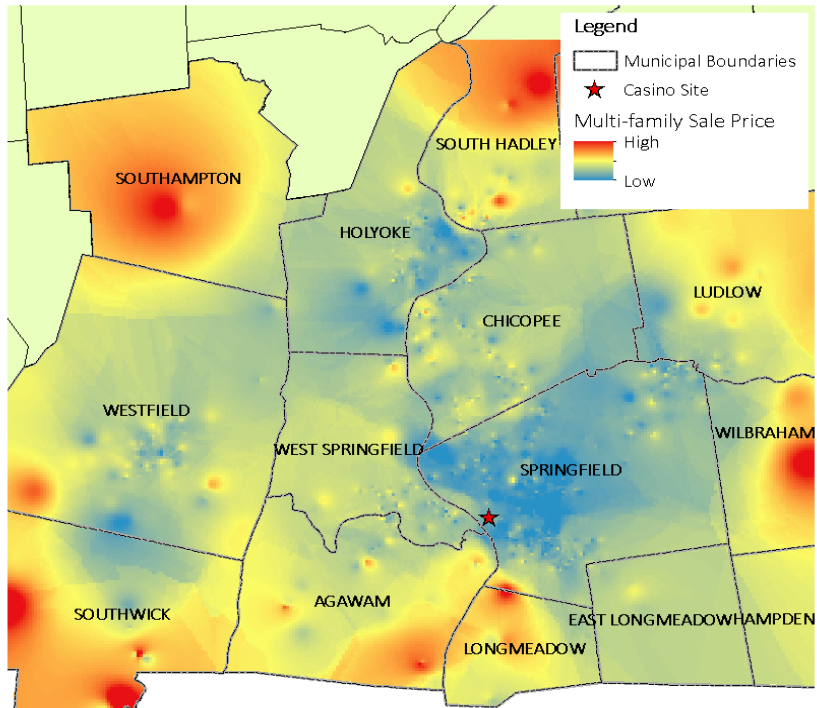 Legend
Municipal Boundaries
Casino Site
Multi-family Sale Price
High
Low
SOUTH HADLEY
SOUTHAMPTON
HOLYOKE
LUDLOW
CHICOPEE
WESTFIELD
WILBRAHAM
WEST SPRINGFIELD
SPRINGFIELD
AGAWAM
SOUTHWICK
EAST LONGMEADOW
HAMPDEN
LONGMEADOW